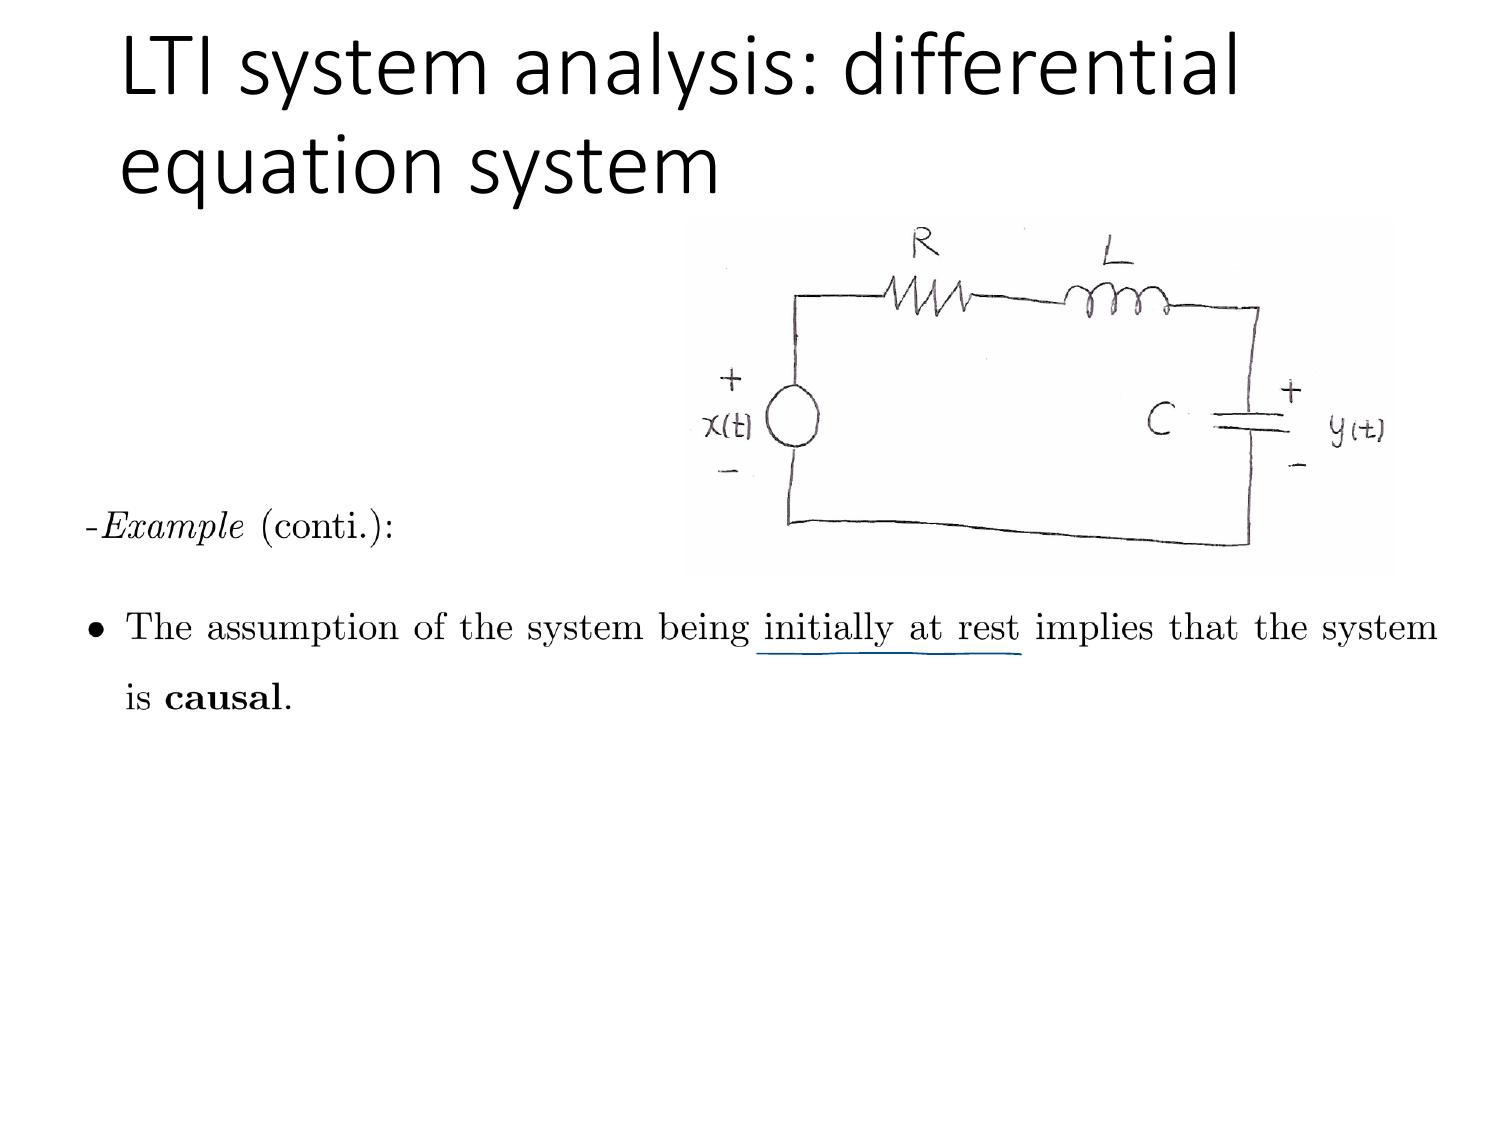 LTI system analysis: differential
equation system
R
L
+
x(t)
-
C
+
y(t)
-
-Example (conti.):
• The assumption of the system being initially at rest implies that the system
is causal.